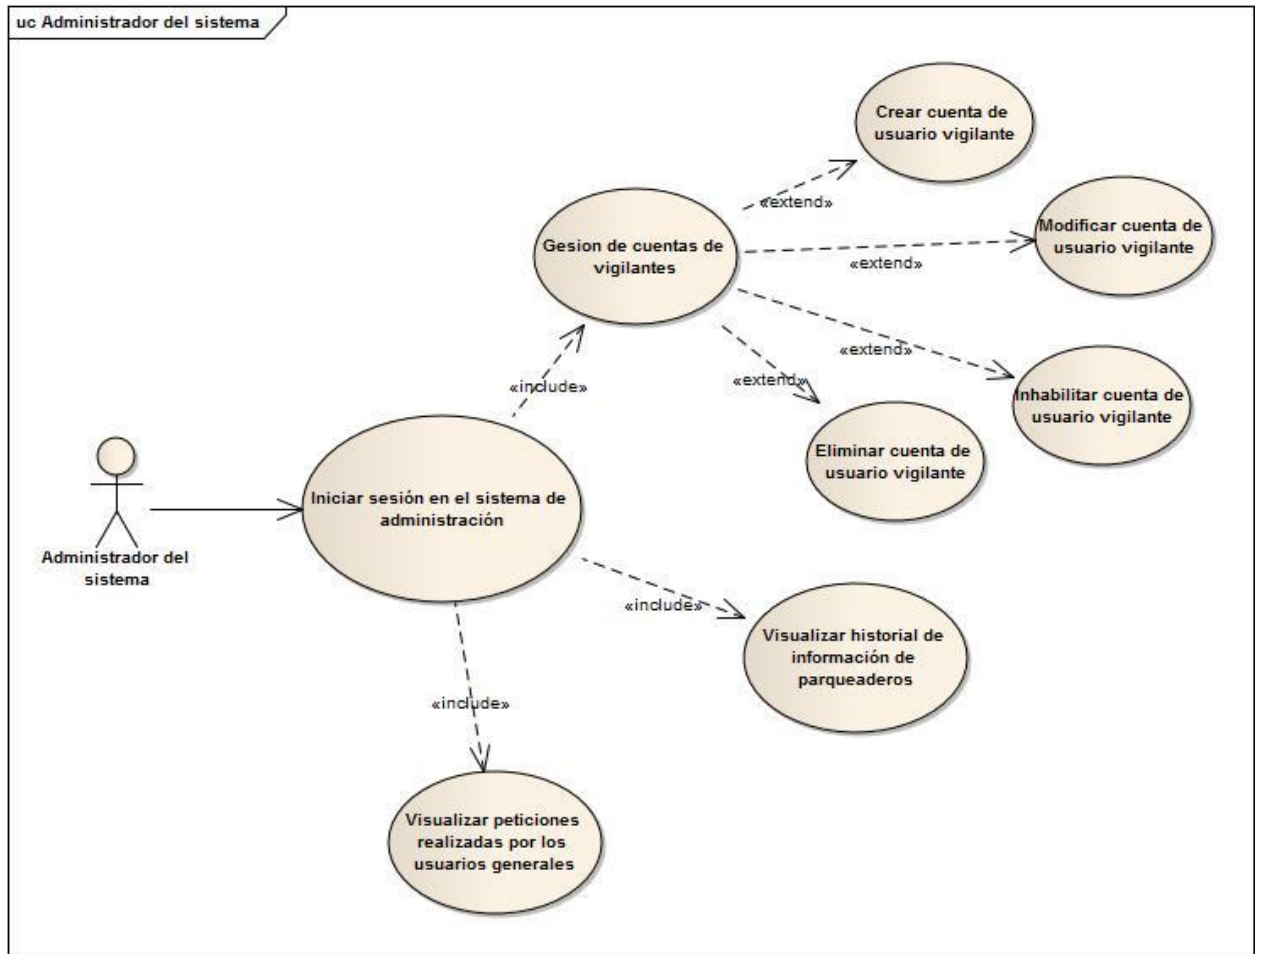 uc Administrador del sistema
Crear cuenta de
usuario vigilante
«extend»
Modificar cuenta de
usuario vigilante
«extend»
Gesion de cuentas de
vigilantes
«extend»
Inhabilitar cuenta de
usuario vigilante
«extend»
Eliminar cuenta de
usuario vigilante
«include»
Iniciar sesión en el sistema de
administración
Administrador del
sistema
«include»
Visualizar historial de
información de
parqueaderos
«include»
Visualizar peticiones
realizadas por los
usuarios generales